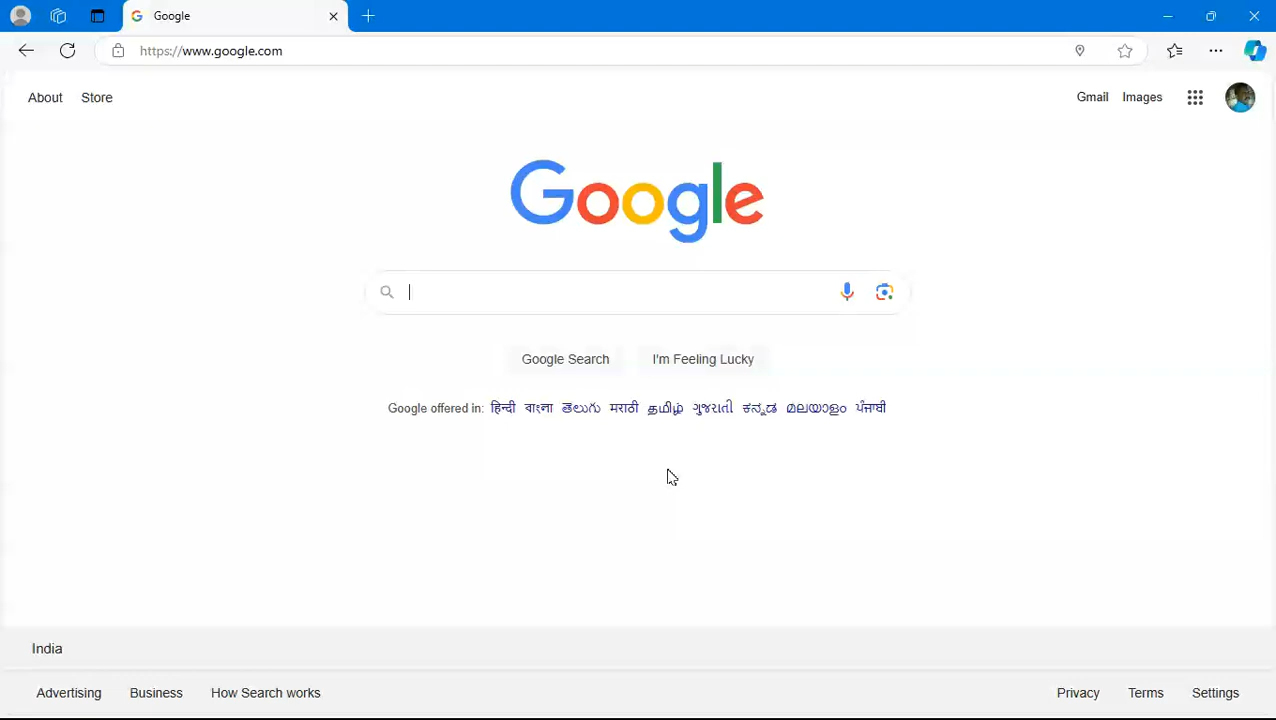 Google
https://www.google.com
About Store Gmail Images
Google
Google Search I'm Feeling Lucky
Google offered in: हिन्दी বাংলা తెలుగు मराठी தமிழ் ગુજરાતી ಕನ್ನಡ മലയാളം ਪੰਜਾਬੀ
India
Advertising Business How Search works Privacy Terms Settings